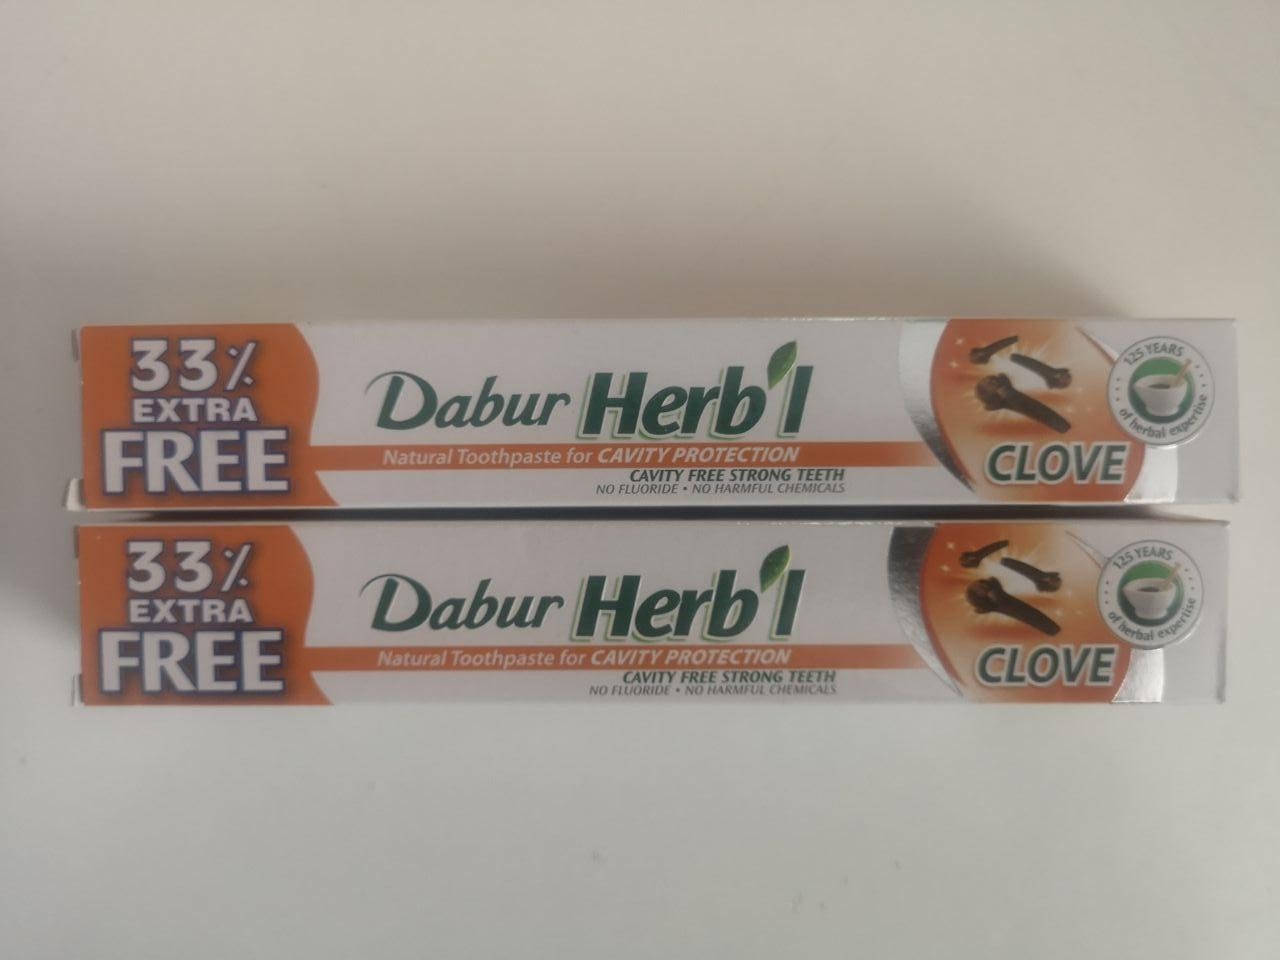 33%
EXTRA
FREE
Dabur Herb'l
Natural Toothpaste for CAVITY PROTECTION
CAVITY FREE STRONG TEETH
NO FLUORIDE • NO HARMFUL CHEMICALS
CLOVE
125 YEARS
of herbal expertise
33%
EXTRA
FREE
Dabur Herb'l
Natural Toothpaste for CAVITY PROTECTION
CAVITY FREE STRONG TEETH
NO FLUORIDE • NO HARMFUL CHEMICALS
CLOVE
125 YEARS
of herbal expertise